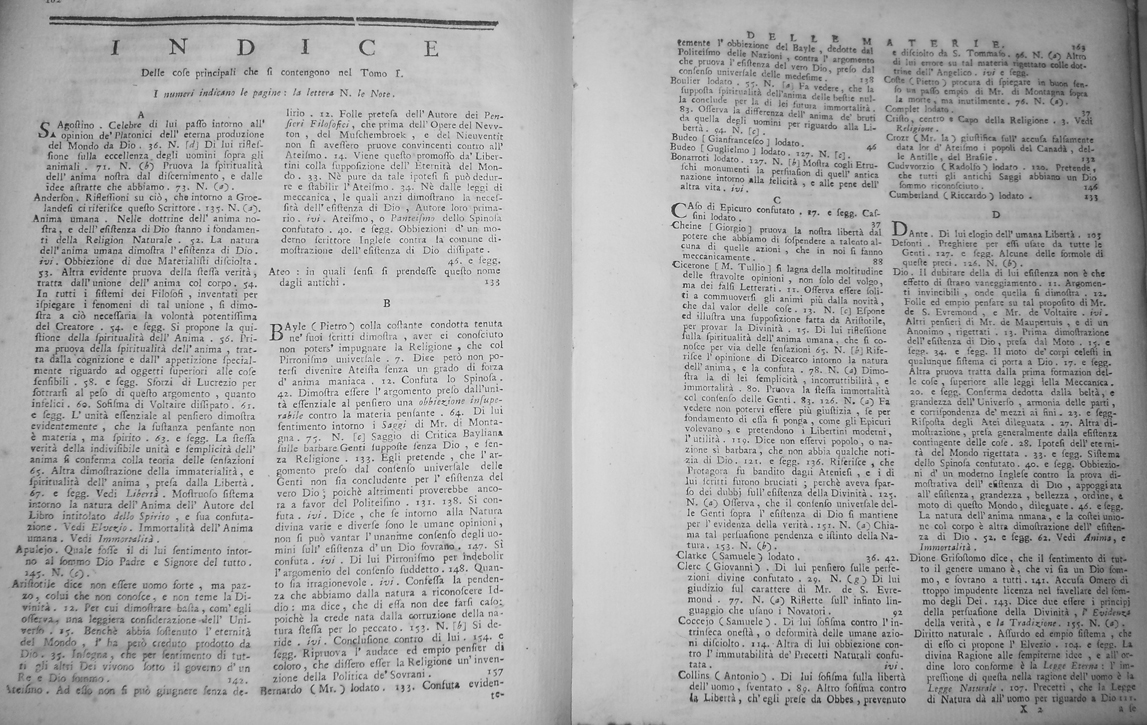 162
I N D I C E
Delle cose principali che si contengono nel Tomo I.
I numeri indicano le pagine: la lettera N. le Note.
A
SAgostino. Celebre di lui passo intorno all'
opinion de' Platonici dell' eterna produzione
del Mondo da Dio. 36. N. [d] Di lui rifles-
sione sulla eccellenza degli uomini sopra gli
animali. 71. N. (b) Pruova la spiritualità
dell' anima nostra dal discernimento, e dalle
idee astratte che abbiamo. 73. N. (a).
Anderson. Riflessioni su ciò, che intorno a Groe-
landesi ci riferisce questo Scrittore. 135. N. (a).
Anima umana. Nelle dottrine dell' anima no-
stra, e dell' esistenza di Dio stanno i fondamen-
ti della Religion Naturale. 52. La natura
dell' anima umana dimostra l' esistenza di Dio.
ivi. Obbiezione di due Materialisti disciolta.
53. Altra evidente pruova della stessa verità,
tratta dall' unione dell' anima col corpo. 54.
In tutti i sistemi dei Filosofi, inventati per
ispiegare i fenomeni di tal unione, si dimo-
stra a ciò necessaria la volontà potentissima
del Creatore. 54. e segg. Si propone la qui-
stione della spiritualità dell' Anima. 56. Pri-
ma pruova della spiritualità dell' anima, trat-
ta dalla cognizione e dall' appetizione special-
mente riguardo ad oggetti superiori alle cose
sensibili. 58. e segg. Sforzi di Lucrezio per
sottrarsi al peso di questo argomento, quanto
infelici. 60. Sofisma di Voltaire dissipato. 61.
e segg. L' unità essenziale al pensiero dimostra
evidentemente, che la sustanza pensante non
è materia, ma spirito. 63. e segg. La stessa
verità della indivisibile unità e semplicità dell'
anima si conferma colla teoria delle sensazioni
65. Altra dimostrazione della immaterialità, e
spiritualità dell' anima, presa dalla Libertà.
67. e segg. Vedi Libertà. Mostruoso sistema
intorno la natura dell' Anima dell' Autore del
Libro intitolato dello Spirito, e sua confuta-
zione. Vedi Elvezio. Immortalità dell' Anima
umana. Vedi Immortalità.
Apulejo. Quale fosse il di lui sentimento intor-
no al sommo Dio Padre e Signore del tutto.
145. N. (c).
Aristotile dice non essere uomo forte, ma paz-
zo, colui che non conosce, e non teme la Di-
vinità. 12. Per cui dimostrare basta, com' egli
osserva, una leggiera considerazione dell' Uni-
verso. 15. Benchè abbia sostenuto l' eternità
del Mondo, l' ha però creduto prodotto da
Dio. 35. Insegna, che per sentimento di tut-
ti gli altri Dei vivono sotto il governo d' un
Re e Dio sommo. 142.
Ateismo. Ad esso non si può giugnere senza de-
lirio. 12. Folle pretesa dell' Autore dei Pen-
sieri Filosofici, che prima dell' Opere del Nevv-
ton, del Muschembroek, e del Nieuventit
non si avessero pruove convincenti contro all'
Ateismo. 14. Viene questo promosso da' Liber-
tini colla supposizione dell' Eternità del Mon-
do. 33. Nè pure da tale ipotesi si può dedur-
re e stabilir l' Ateismo. 34. Nè dalle leggi di
meccanica, le quali anzi dimostrano la neces-
sità dell' esistenza di Dio, Autore loro prima-
rio. ivi. Ateismo, o Panteismo dello Spinosa
confutato. 40. e segg. Obbiezioni d' un mo-
derno scrittore Inglese contro la comune di-
mostrazione dell' esistenza di Dio dissipate.
46. e segg.
Ateo: in quali sensi si prendesse questo nome
dagli antichi. 133
B
BAyle (Pietro) colla costante condotta tenuta
ne' suoi scritti dimostra, aver ei conosciuto
non poters' impugnare la Religione, che col
Pirronismo universale. 7. Dice però non po-
tersi divenire Ateista senza un grado di forza
d' anima maniaca. 12. Confuta lo Spinosa.
42. Dimostra essere l' argomento preso dall' uni-
tà essenziale al pensiero una obbiezione insupe-
rabile contro la materia pensante. 64. Di lui
sentimento intorno i Saggi di Mr. di Monta-
gna. 75. N. [c] Saggio di Critica Bayliana
sulle barbare Genti supposte senza Dio, e sen-
za Religione. 133. Egli pretende, che l' ar-
gomento preso dal consenso universale delle
Genti non sia concludente per l' esistenza del
vero Dio; poichè altrimenti proverebbe anco-
ra a favor del Politeismo. 131. 138. Si con-
futa. ivi. Dice, che se intorno alla Natura
divina varie e diverse sono le umane opinioni,
non si può vantar l' unanime consenso degli uo-
mini sull' esistenza d' un Dio sovrano. 147. Si
confuta. ivi. Di lui Pirronismo per indebolir
l' argomento del consenso suddetto. 148. Quan-
to sia irragionevole. ivi. Confessa la penden-
za che abbiamo dalla natura a riconoscere Id-
dio: ma dice, che di essa non dee farsi caso;
poichè la crede nata dalla corruzione della na-
tura stessa per lo peccato. 153. N. [b] Si de-
ride. ivi. Conclusione contro di lui. 154. e
segg. Ripruova l' audace ed empio pensier di
coloro, che dissero esser la Religione un' inven-
zione della Politica de' Sovrani. 157
Bernardo (Mr.) lodato. 133. Confuta eviden-
te-
D E L L E M A T E R I E. 163
temente l' obbiezione del Bayle, dedotte dal
Politeismo delle Nazioni, contra l' argomento
che pruova l' esistenza del vero Dio, preso dal
consenso universale delle medesime. 138
Boulier lodato. 55. N. [a] Fa vedere, che la
supposta spiritualità dell' anima delle bestie nul-
la conclude per la di lei futura immortalità.
83. Osserva la differenza dell' anima de' bruti
da quella degli uomini per riguardo alla Li-
bertà. 94. N. [c].
Budeo [Gianfrancesco] lodato. 46
Budeo [Guglielmo] lodato. 127. N. [c].
Bonarroti lodato. 127. N. [b] Mostra cogli Etru-
schi monumenti la persuasione di quell' antica
nazione intorno alla felicità, e alle pene dell'
altra vita. ivi.
C
CAso di Epicuro confutato. 17. e segg. Cas-
sini lodato. 37
Cheine [Giorgio] pruova la nostra libertà dal
potere che abbiamo di sospendere a talento al-
cuna di quelle azioni, che in noi si fanno
meccanicamente. 88
Cicerone [M. Tullio] si lagna della moltitudine
delle stravolte opinioni, non solo del volgo,
ma dei falsi Letterati. 11. Osserva essere soli-
ti a commuoversi gli animi più dalla novità,
che dal valor delle cose. 13. N. [c] Espone
ed illustra una supposizione fatta da Aristotile,
per provar la Divinità. 15. Di lui riflessione
sulla spiritualità dell' anima umana, che si co-
nosce per via delle sensazioni 65. N. [b] Rife-
risce l' opinione di Dicearco intorno la natura
dell' anima, e la confuta. 78. N. (a) Dimo-
stra la di lei semplicità, incorruttibilità, e
immortalità. 80. Pruova la stessa immortalità
col consenso delle Genti. 83. 126. N. (a) Fa
vedere non potervi essere più giustizia, se per
fondamento di essa si ponga, come gli Epicuri
volevano, e pretendono i Libertini moderni,
l' utilità. 119. Dice non esservi popolo, o na-
zione sì barbara, che non abbia qualche noti-
zia di Dio. 121. e segg. 136. Riferisce, che
Protagora fu bandito dagli Ateniesi, e i di
lui scritti furono bruciati; perchè aveva spar-
so dei dubbj sull' esistenza della Divinità. 125.
N. (a) Osserva, che il consenso universale del-
le Genti sopra l' esistenza di Dio si mantiene
per l' evidenza della verità. 151. N. (a) Chia-
ma tal persuasione pendenza e istinto della Na-
tura. 153. N. (b).
Clarke (Samuele) lodato. 36. 42.
Clerc (Giovanni). Di lui pensiero sulle perfe-
zioni divine confutato. 29. N. (g) Di lui
giudizio sul carattere di Mr. de S. Evre-
mond. 77. N. (a) Riflette sull' infinto lin-
guaggio che usano i Novatori. 92
Coccejo (Samuele). Di lui sofisma contro la in-
trinseca onestà, o deformità delle umane azio-
ni disciolto. 114. Altra di lui obbiezione con-
tro l' immutabilità de' Precetti Naturali confu-
tata. ivi.
Collins (Antonio). Di lui sofisma sulla libertà
dell' uomo, sventato. 89. Altro sofisma contro
la Libertà, ch' egli prese da Obbes, prevenuto
e disciolto da S. Tommaso. 96. N. (a) Altro
di lui errore su tal materia rigettato colle dot-
trine dell' Angelico. ivi e segg.
Coste (Pietro) procura di spiegare in buon sen-
so un passo empio di Mr. di Montagna sopra
la morte, ma inutilmente. 76. N. (a).
Complet lodato. 37
Cristo, centro e Capo della Religione. 3. Vedi
Religione.
Crozz (Mr. la) giustifica sull' accusa falsamente
data lor d' Ateismo i popoli del Canadà, del-
le Antille, del Brasile. 132
Cudvvorzio (Radolfo) lodato. 120. Pretende,
che tutti gli antichi Saggi abbiano un Dio
sommo riconosciuto. 146
Cumberland (Riccardo) lodato. 133
D
DAnte. Di lui elogio dell' umana Libertà. 105
Defonti. Preghiere per essi usate da tutte le
Genti. 127. e segg. Alcune delle formole di
queste preci. 126. N. (b).
Dio. Il dubitare della di lui esistenza non è che
effetto di strano vaneggiamento. 11. Argomen-
ti invincibili, onde quella si dimostra. 12.
Folle ed empio pensare su tal proposito di Mr.
de S. Evremond, e Mr. de Voltaire. ivi.
Altri pensieri di Mr. de Maupertuis, e di un
Anonimo, rigettati. 13. Prima dimostrazione
dell' esistenza di Dio, presa dal Moto. 15. e
segg. 34. e segg. Il moto de' corpi celesti in
qualunque sistema ci porta a Dio. 17. e segg.
Altra pruova tratta dalla prima formazion del-
le cose, superiore alle leggi della Meccanica.
20. e segg. Conferma dedotta dalla beltà, e
grandezza dell' Universo, armonia delle parti,
e corrispondenza de' mezzi ai fini. 23. e segg.
Risposta degli Atei dileguata. 27. Altra di-
mostrazione, presa generalmente dalla esistenza
contingente delle cose. 28. Ipotesi dell' eterni-
tà del Mondo rigettata. 33. e segg. Sistema
dello Spinosa confutato. 40. e segg. Obbiezio-
ni d' un moderno Inglese contro la prova di-
mostrativa dell' esistenza di Dio, appoggiata
all' esistenza, grandezza, bellezza, ordine, e
moto di questo Mondo, dileguate. 46. e segg.
La natura dell' anima umana, e la costei unio-
ne col corpo è altra dimostrazione dell' esisten-
za di Dio. 52. e segg. 62. Vedi Anima, e
Immortalità.
Dione Grisostomo dice, che il sentimento di tut-
to il genere umano è, che vi sia un Dio som-
mo, e sovrano a tutti. 141. Accusa Omero di
troppo impudente licenza nel favellare del som-
mo degli Dei. 143. Dice due essere i principj
della persuasione della Divinità, l' Evidenza
della verità, e la Tradizione. 155. N. (a).
Diritto naturale. Assurdo ed empio sistema, che
di esso ci propone l' Elvezio. 104. e segg. La
divina Ragione alle sempiterne idee, e all' or-
dine loro conforme è la Legge Eterna: l' im-
pressione di questa nella ragione dell' uomo è la
Legge Naturale. 107. Precetti, che la Legge
di Natura dà all' uomo per riguardo a Dio 111.
X 2 a se